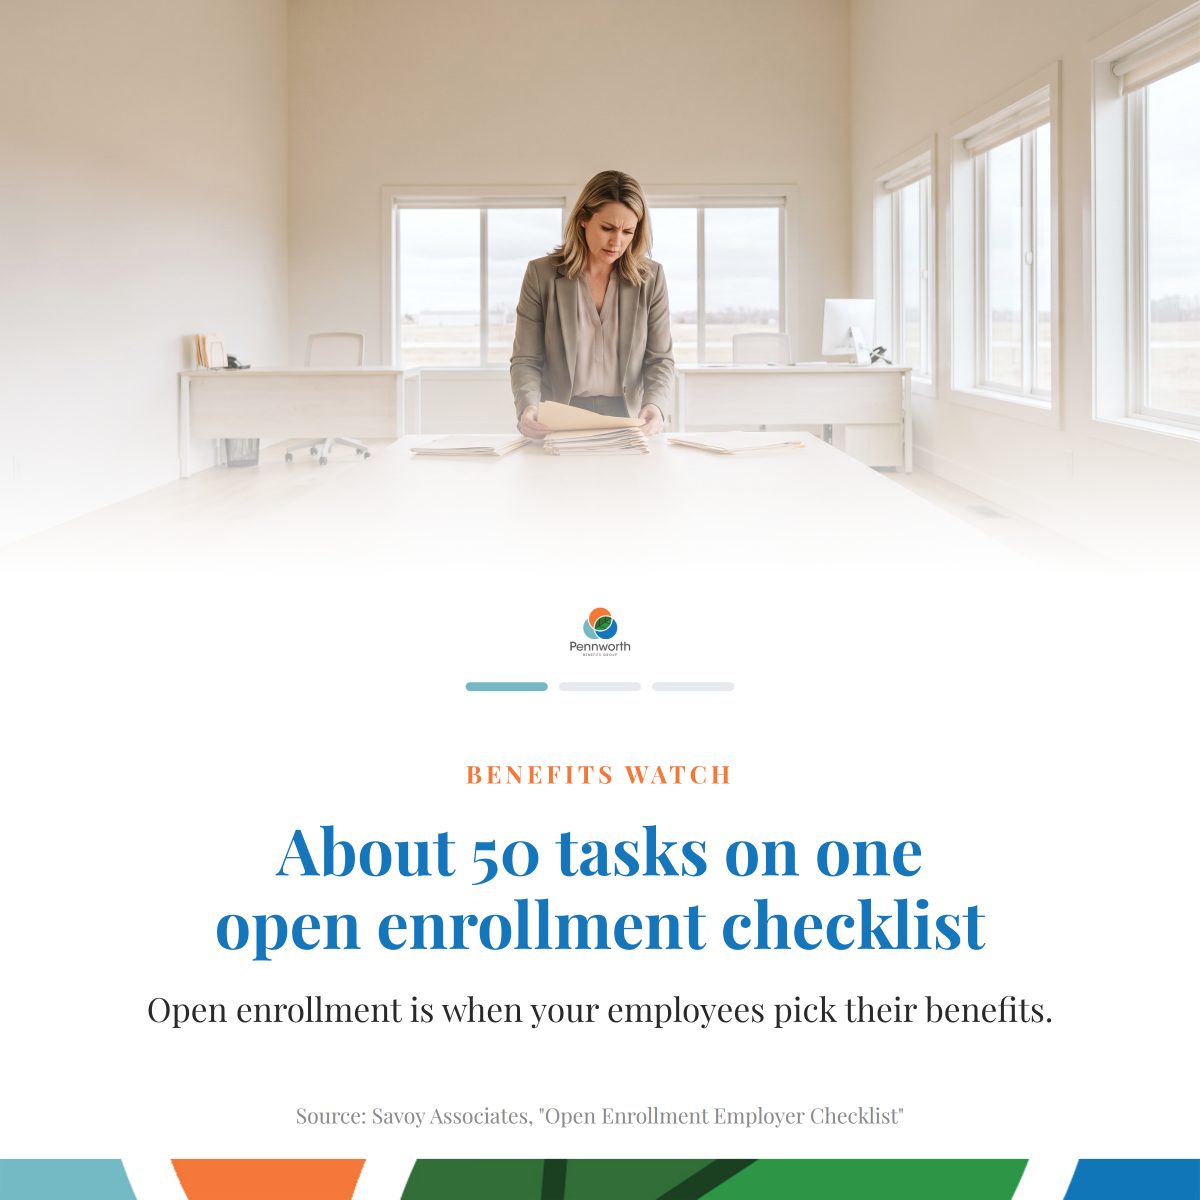 Pennworth
BENEFITS GROUP
BENEFITS WATCH
About 50 tasks on one
open enrollment checklist
Open enrollment is when your employees pick their benefits.
Source: Savoy Associates, "Open Enrollment Employer Checklist"